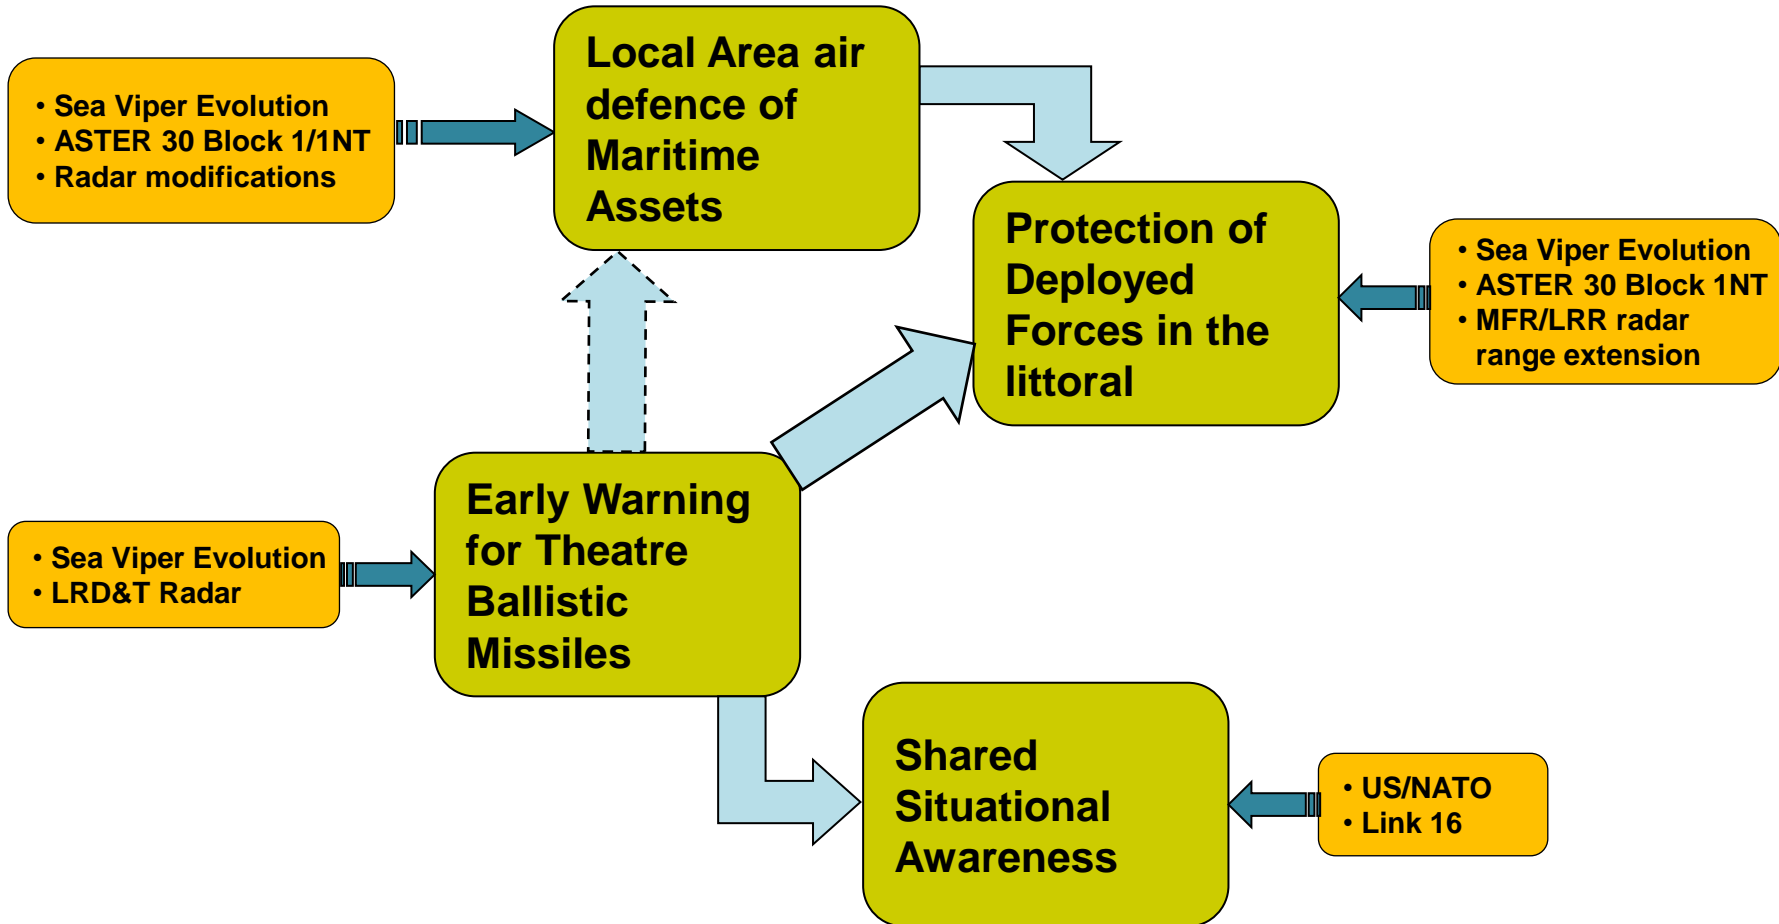 Local Area air
defence of
Maritime
Assets
• Sea Viper Evolution
• ASTER 30 Block 1/1NT
• Radar modifications
Protection of
Deployed
Forces in the
littoral
• Sea Viper Evolution
• ASTER 30 Block 1NT
• MFR/LRR radar
range extension
Early Warning
for Theatre
Ballistic
Missiles
• Sea Viper Evolution
• LRD&T Radar
Shared
Situational
Awareness
• US/NATO
• Link 16